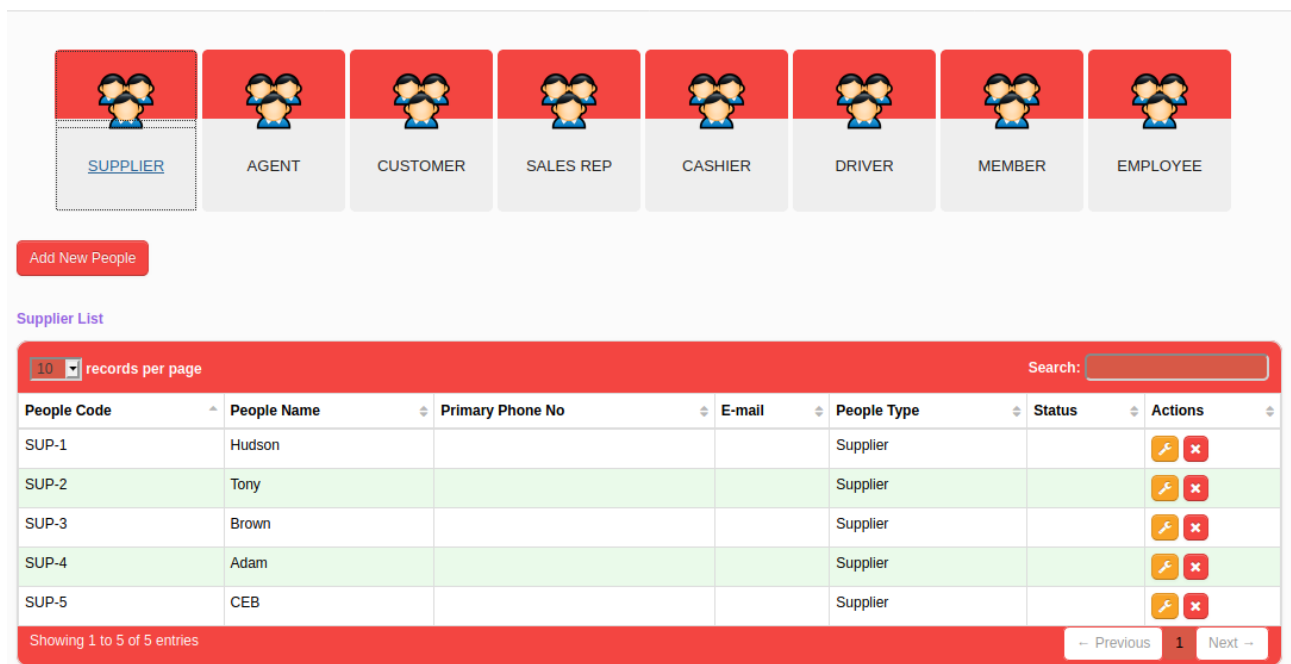 SUPPLIER AGENT CUSTOMER SALES REP CASHIER DRIVER MEMBER EMPLOYEE
Add New People
Supplier List
10 records per page Search:
People Code People Name Primary Phone No E-mail People Type Status Actions
SUP-1 Hudson Supplier
SUP-2 Tony Supplier
SUP-3 Brown Supplier
SUP-4 Adam Supplier
SUP-5 CEB Supplier
Showing 1 to 5 of 5 entries ← Previous 1 Next →